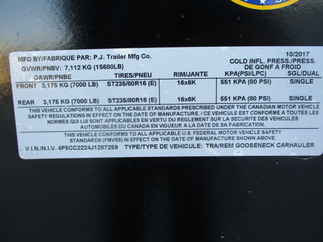 10/2017
MFG BY/FABRIQUE PAR: P.J. Trailer Mfg Co.
COLD INFL. PRESS./PRESS.
GVWR/PNBV: 7,112 KG (15680LB)
DE GONF A FROID
GAWR/PNBE TIRES/PNEU RIM/JANTE KPA(PSI/LPC) SGL/DUAL
FRONT 3,175 KG (7000 LB) ST235/80R16 (E) 16x6K 551 KPA (80 PSI) SINGLE
REAR 3,175 KG (7000 LB) ST235/80R16 (E) 16x6K 551 KPA (80 PSI) SINGLE
THIS VEHICLE CONFORMS TO ALL APPLICABLE STANDARDS PRESCRIBED UNDER THE CANADIAN MOTOR VEHICLE
SAFETY REGULATIONS IN EFFECT ON THE DATE OF MANUFACTURE. / CE VEHICULE EST CONFORME A TOUTES LES
NORMES QUI LUI SONT APPLICABLES EN VERTU DU REGLEMENT SUR LA SECURITE DES VEHICULES
AUTOMOBILES DU CANADA EN VIGUEUR A LA DATE DE SA FABRICATION.
THIS VEHICLE CONFORMS TO ALL APPLICABLE U.S. FEDERAL MOTOR VEHICLE SAFETY
STANDARDS (FMVSS) IN EFFECT ON THE DATE OF MANUFACTURE SHOWN ABOVE.
V.I.N./N.I.V. TYPE/TYPE DE VEHICULE: TRA/REM GOOSENECK CARHAULER